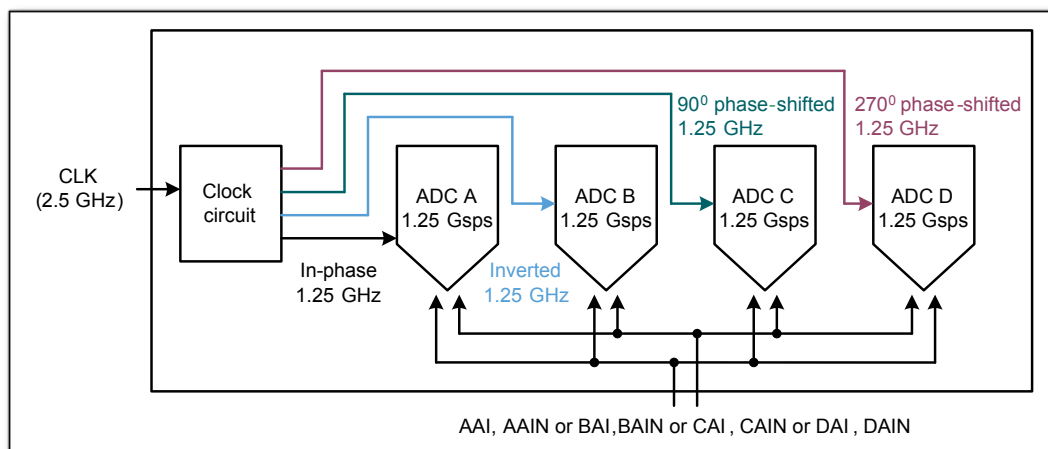 90⁰ phase-shifted
1.25 GHz
270⁰ phase-shifted
1.25 GHz
CLK
(2.5 GHz)
Clock
circuit
ADC A
1.25 Gsps
ADC B
1.25 Gsps
ADC C
1.25 Gsps
ADC D
1.25 Gsps
In-phase
1.25 GHz
Inverted
1.25 GHz
AAI, AAIN or BAI,BAIN or CAI , CAIN or DAI , DAIN